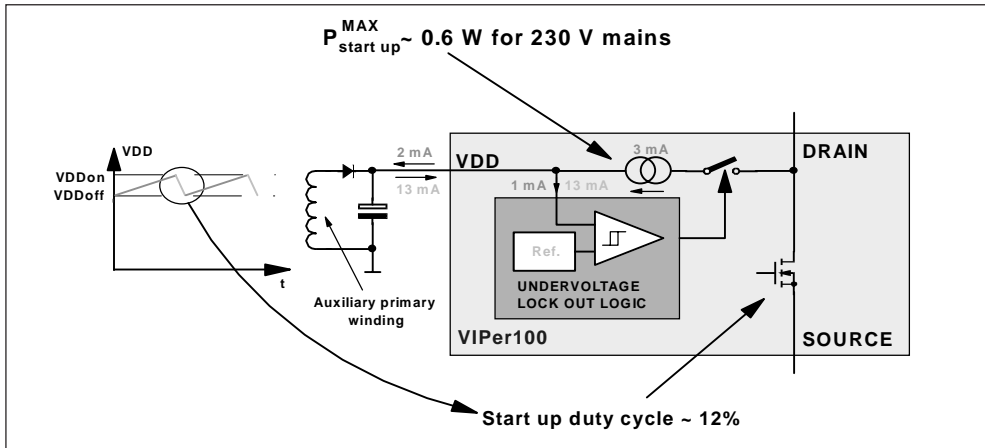 P MAX start up ~ 0.6 W for 230 V mains
VDD
VDDon
VDDoff
t
2 mA
13 mA
Auxiliary primary
winding
VDD
3 mA
DRAIN
1 mA
13 mA
Ref.
UNDERVOLTAGE
LOCK OUT LOGIC
VIPer100
SOURCE
Start up duty cycle ~ 12%